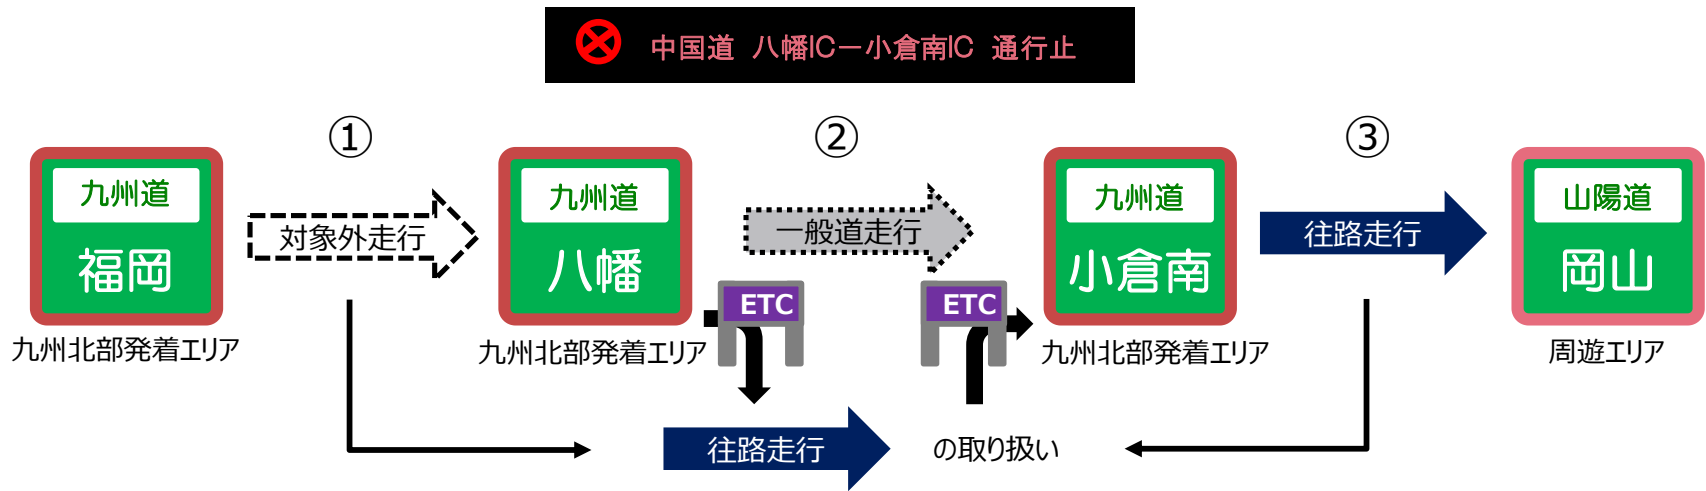 中国道 八幡IC－小倉南IC 通行止
①
②
③
九州道
福岡
九州北部発着エリア
対象外走行
九州道
八幡
九州北部発着エリア
一般道走行
ETC
ETC
九州道
小倉南
九州北部発着エリア
往路走行
山陽道
岡山
周遊エリア
往路走行 の取り扱い